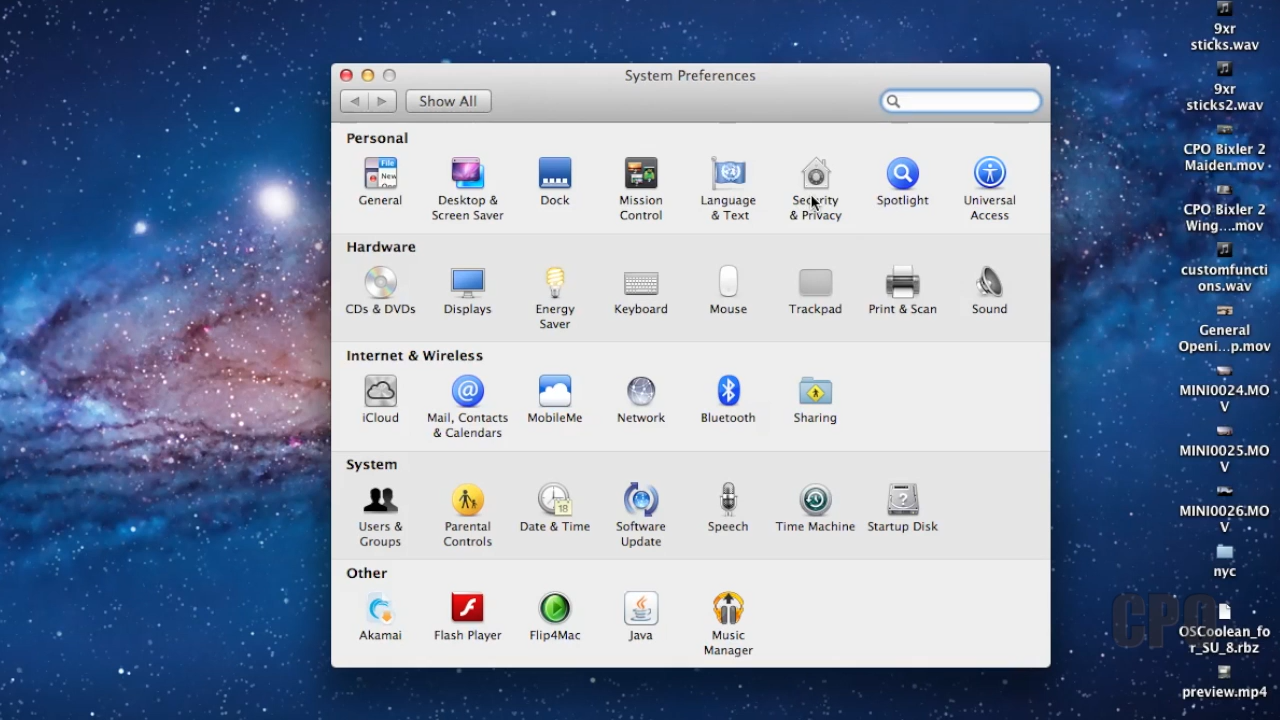 System Preferences
Show All
Personal
General
Desktop & Screen Saver
Dock
Mission Control
Language & Text
Security & Privacy
Spotlight
Universal Access
Hardware
CDs & DVDs
Displays
Energy Saver
Keyboard
Mouse
Trackpad
Print & Scan
Sound
Internet & Wireless
iCloud
Mail, Contacts & Calendars
MobileMe
Network
Bluetooth
Sharing
System
Users & Groups
Parental Controls
Date & Time
18
Software Update
Speech
Time Machine
Startup Disk
Other
Akamai
Flash Player
Flip4Mac
Java
Music Manager
9xr
sticks.wav
9xr
sticks2.wav
CPO Bixler 2
Maiden.mov
CPO Bixler 2
Wing....mov
customfuncti
ons.wav
General
Openi...p.mov
MINI0024.MO
V
MINI0025.MO
V
MINI0026.MO
V
nyc
OSCoolean_fo
r_SU_8.rbz
preview.mp4
CPO